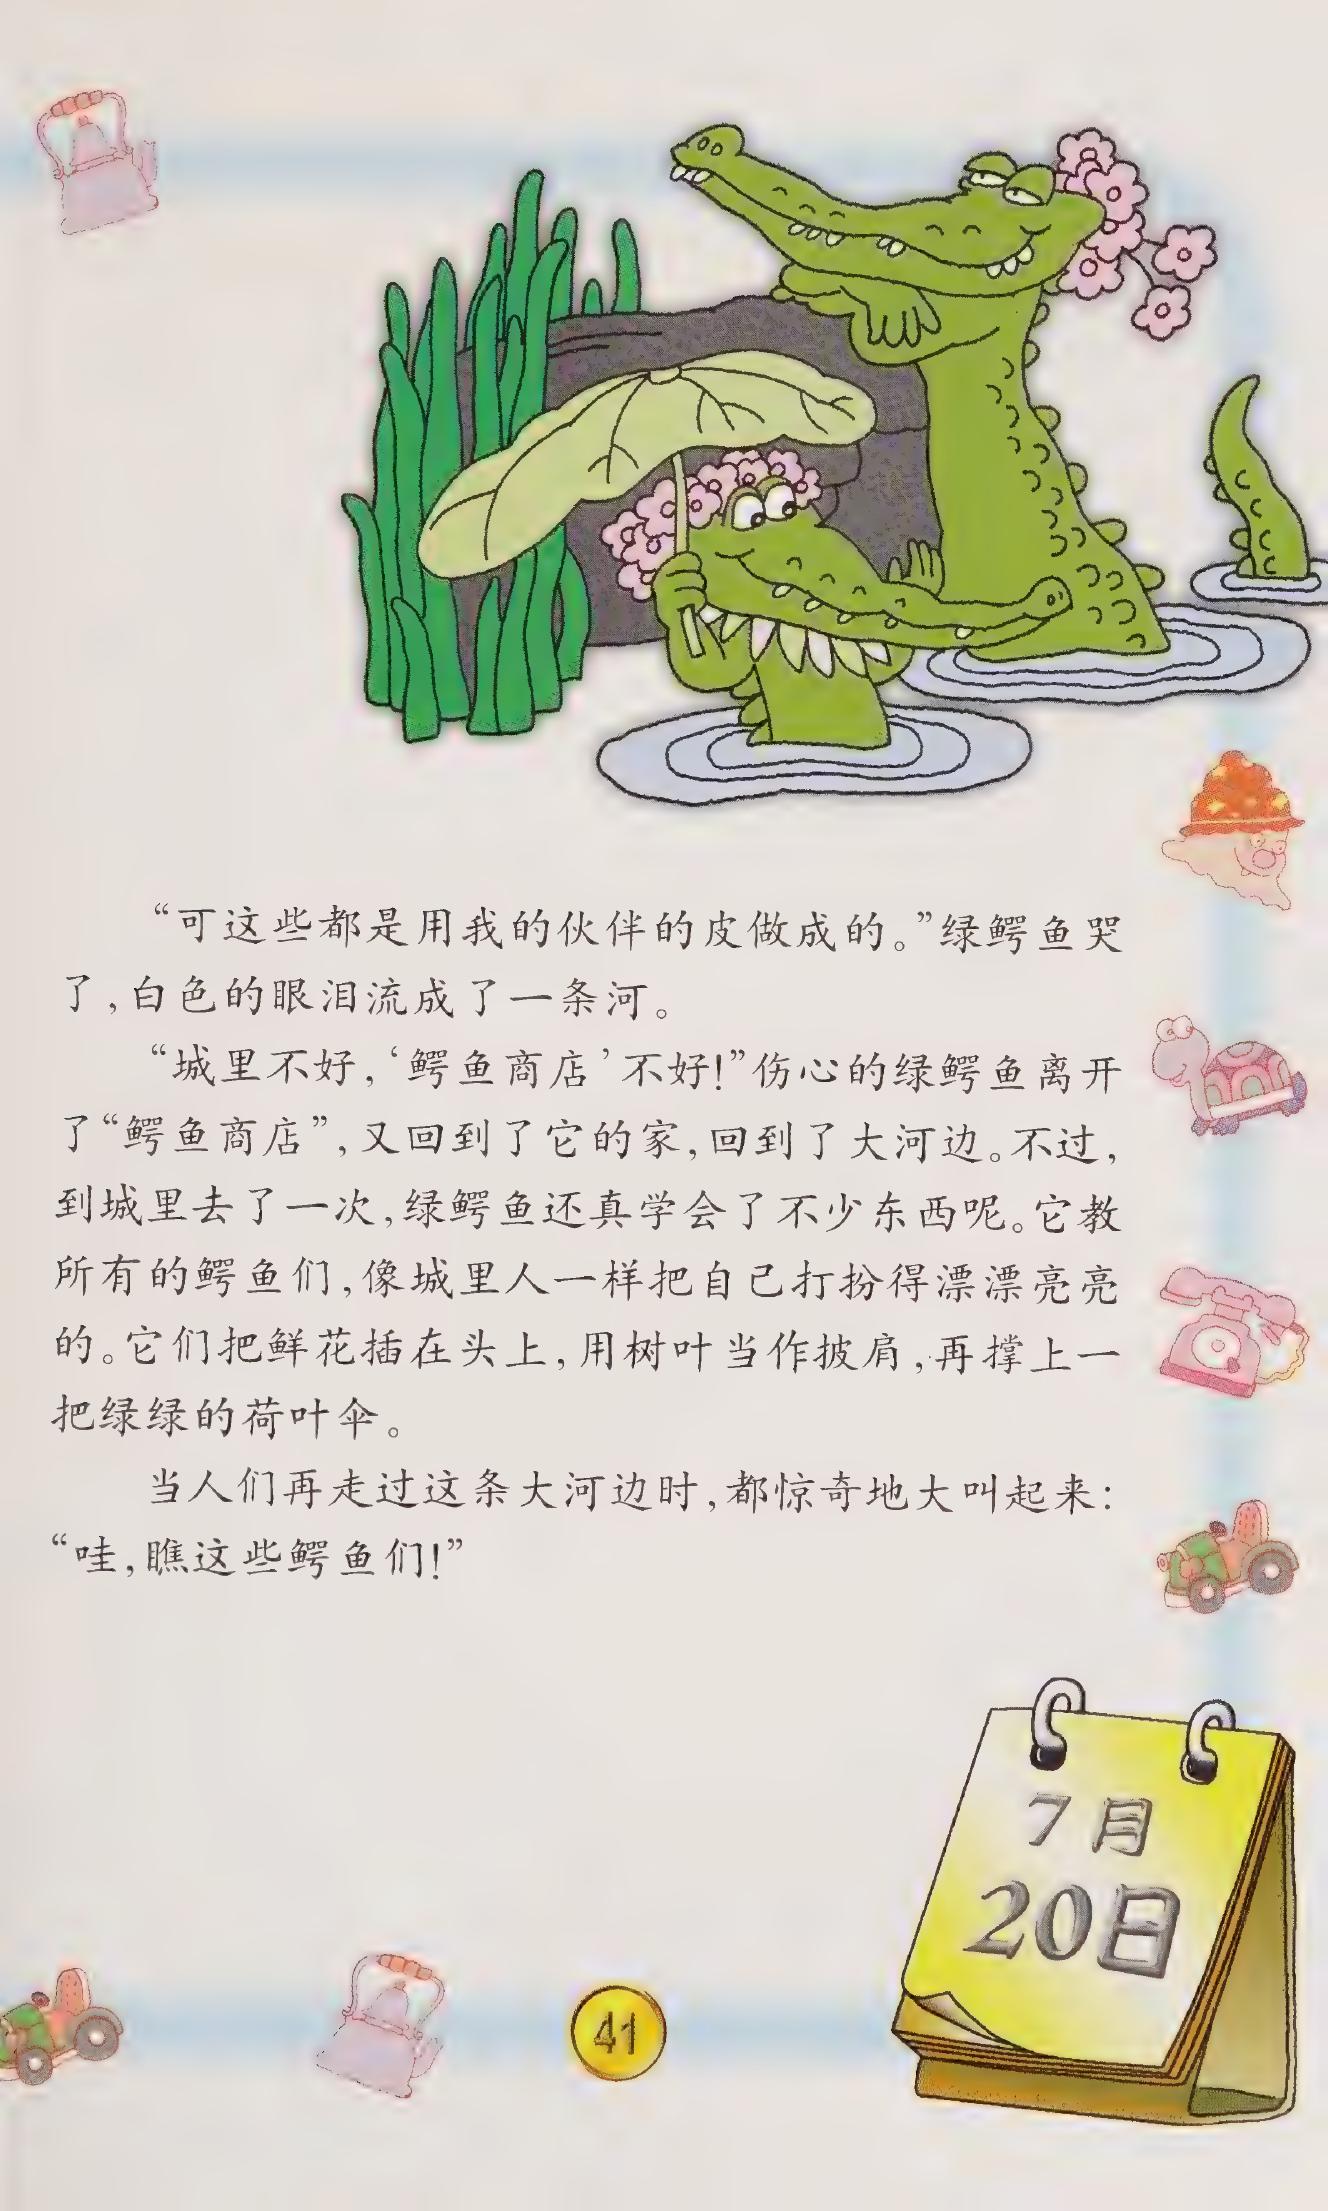 “可这些都是用我的伙伴的皮做成的。”绿鳄鱼哭
了,白色的眼泪流成了一条河。
“城里不好,‘鳄鱼商店’不好!”伤心的绿鳄鱼离开
了“鳄鱼商店”,又回到了它的家,回到了大河边。不过,
到城里去了一次,绿鳄鱼还真学会了不少东西呢。它教
所有的鳄鱼们,像城里人一样把自己打扮得漂漂亮亮
的。它们把鲜花插在头上,用树叶当作披肩,再撑上一
把绿绿的荷叶伞。
当人们再走过这条大河边时,都惊奇地大叫起来:
“哇,瞧这些鳄鱼们!”
7月
20日
41